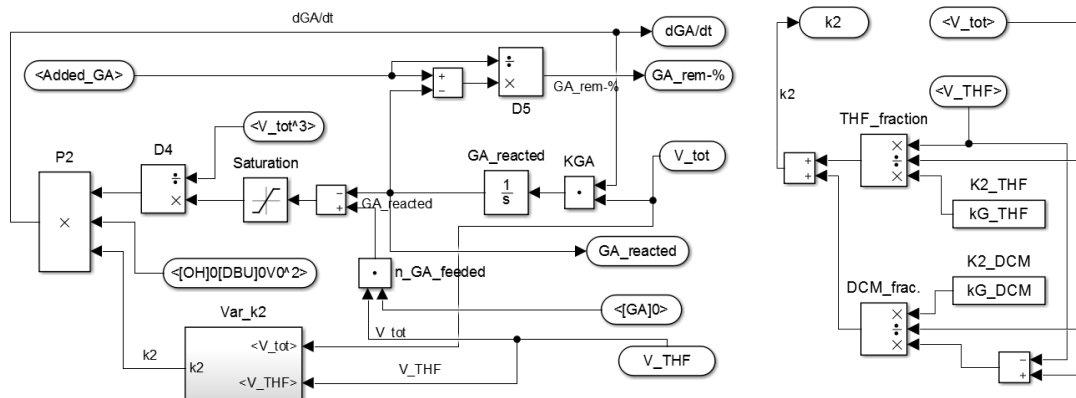 dGA/dt
dGA/dt
k2
<V_tot>
<Added_GA>
+
−
÷
×
D5
GA_rem-%
GA_rem-%
<V_THF>
k2
THF_fraction
<V_tot^3>
P2
D4
Saturation
GA_reacted
KGA
V_tot
×
÷
×
−
+
GA_reacted
1
s
·
+
+
×
÷
×
K2_THF
kG_THF
GA_reacted
<[OH]0[DBU]0V0^2>
·
n_GA_feeded
K2_DCM
kG_DCM
Var_k2
<[GA]0>
DCM_frac.
V_tot
×
÷
×
k2
k2
<V_tot>
<V_THF>
V_THF
V_THF
−
+